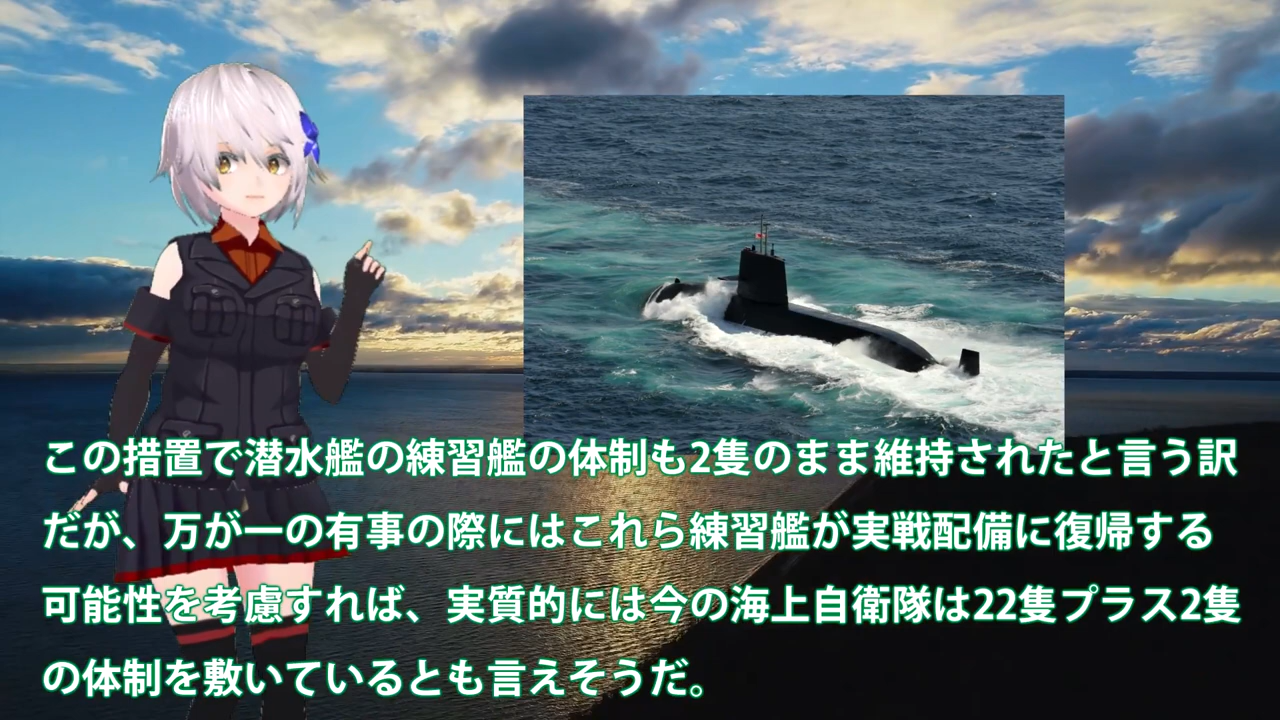 この措置で潜水艦の練習艦の体制も2隻のまま維持されたと言う訳
だが、万が一の有事の際にはこれら練習艦が実戦配備に復帰する
可能性を考慮すれば、実質的には今の海上自衛隊は22隻プラス2隻
の体制を敷いているとも言えそうだ。